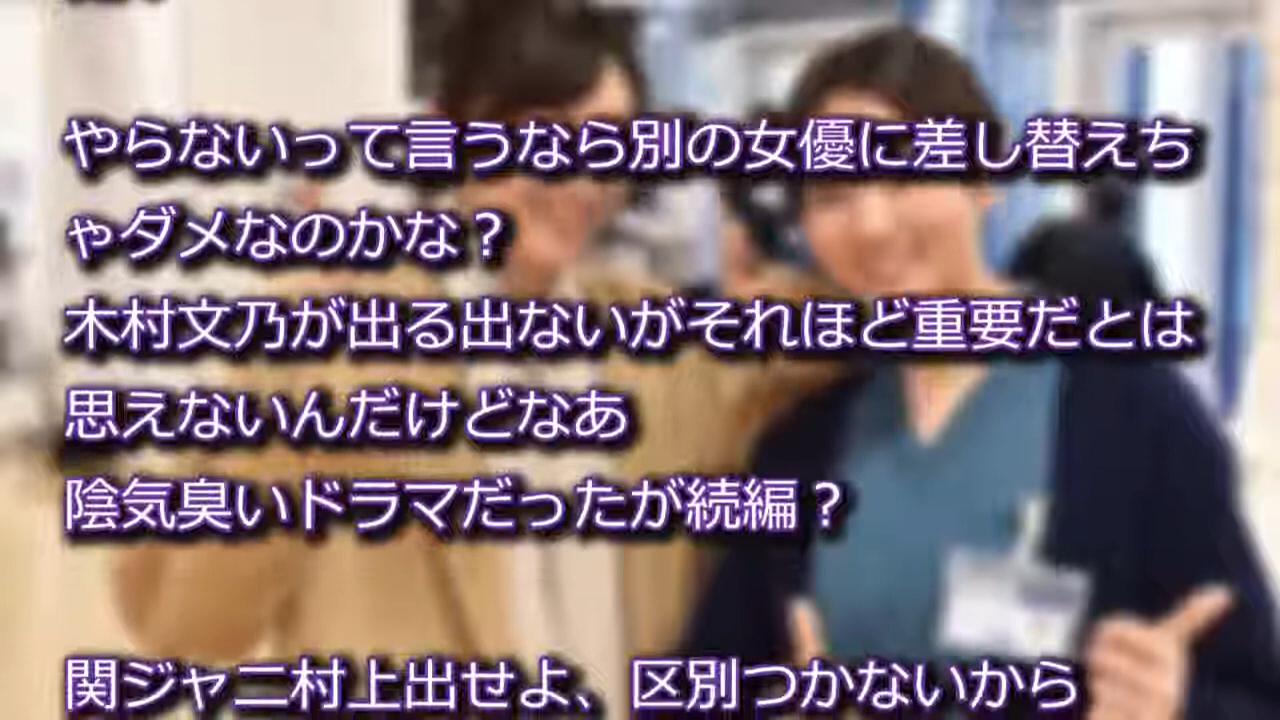 やらないって言うなら別の女優に差し替えち
ゃダメなのかな？
木村文乃が出る出ないがそれほど重要だとは
思えないんだけどなあ
陰気臭いドラマだったが続編？
関ジャニ村上出せよ、区別つかないから